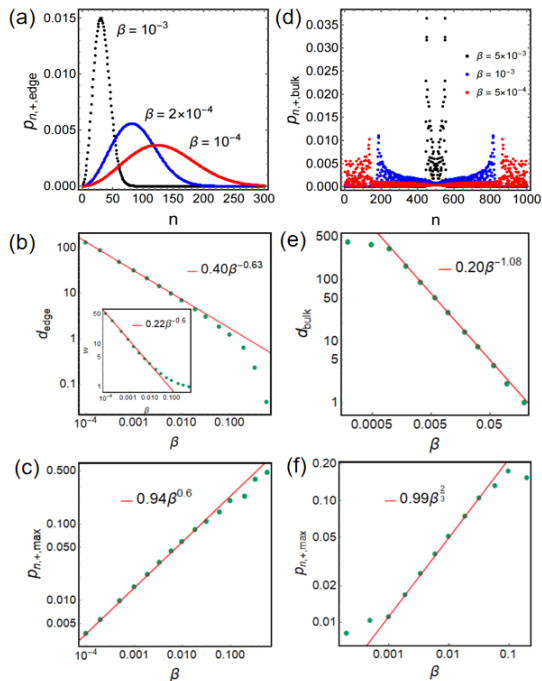 (a)
0.015
0.010
0.005
0.000
p_{n,+,edge}
β = 10⁻³
β = 2×10⁻⁴
β = 10⁻⁴
0 50 100 150 200 250 300
n
(d)
0.035
0.030
0.025
0.020
0.015
0.010
0.005
0.000
p_{n,+,bulk}
β = 5×10⁻³
β = 10⁻³
β = 5×10⁻⁴
0 200 400 600 800 1000
n
(b)
100
10
1
0.1
d_{edge}
0.40β^{-0.63}
50
10
5
1
w
0.22β^{-0.6}
10⁻⁴ 0.001 0.010 0.100
β
10⁻⁴ 0.001 0.010 0.100
β
(e)
500
100
50
10
5
1
d_{bulk}
0.20β^{-1.08}
0.0005 0.005 0.05
β
(c)
0.500
0.100
0.050
0.010
0.005
p_{n,+,max}
0.94β^{0.6}
10⁻⁴ 0.001 0.010 0.100
β
(f)
0.20
0.10
0.05
0.01
p_{n,+,max}
0.99β^{2/3}
0.001 0.01 0.1
β